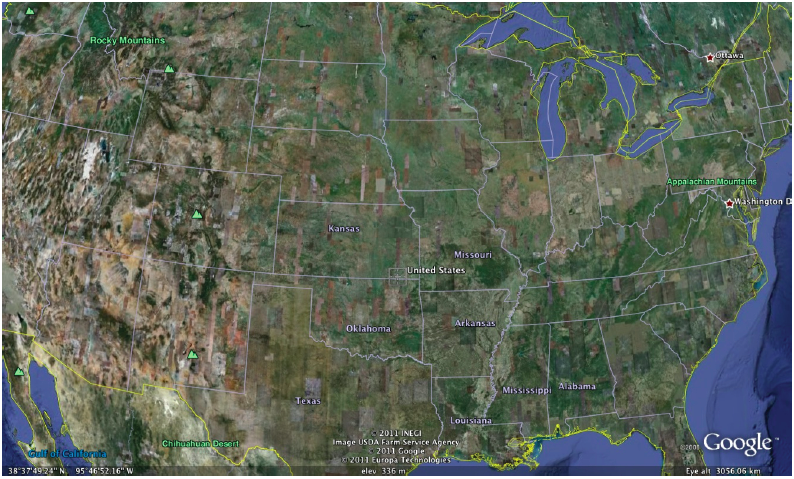 Rocky Mountains
Ottawa
Appalachian Mountains
Washington D
Kansas
Missouri
United States
Oklahoma
Arkansas
Texas
Mississippi
Alabama
Louisiana
Chihuahuan Desert
Gulf of California
© 2011 INEGI
Image USDA Farm Service Agency
© 2011 Google
© 2011 Europa Technologies
Google™
38°37'49.24" N
95°46'52.16" W
elev 336 m
Eye alt 3056.06 km